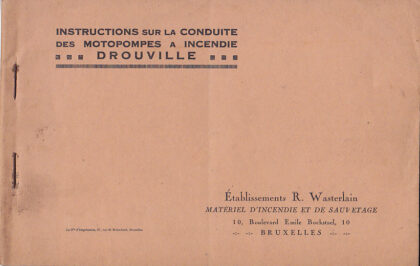 INSTRUCTIONS SUR LA CONDUITE
DES MOTOPOMPES A INCENDIE
DROUVILLE
Établissements R. Wasterlain
MATÉRIEL D'INCENDIE ET DE SAUVETAGE
10, Boulevard Emile Bockstael, 10
BRUXELLES